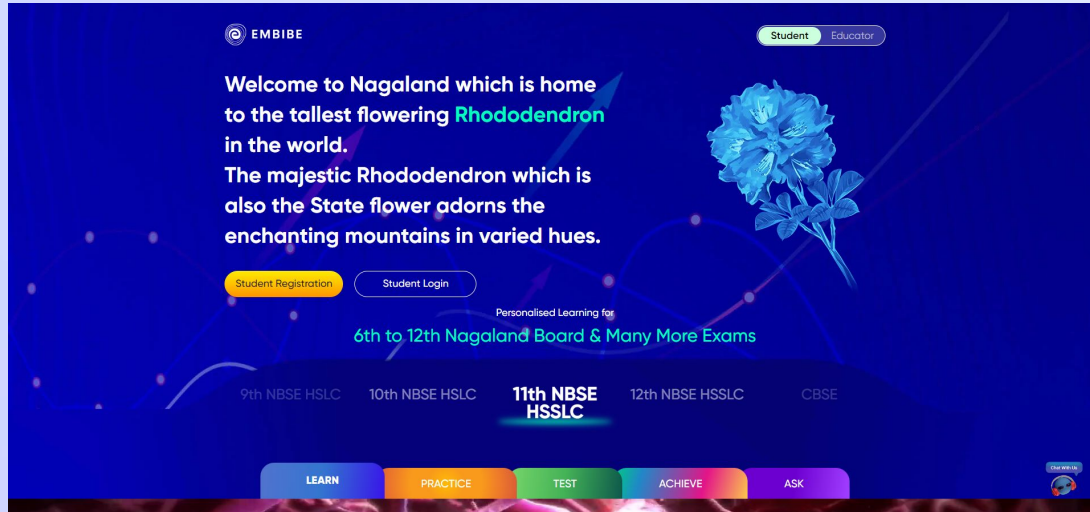 EMBIBE
Student Educator
Welcome to Nagaland which is home
to the tallest flowering Rhododendron
in the world.
The majestic Rhododendron which is
also the State flower adorns the
enchanting mountains in varied hues.
Student Registration Student Login
Personalised Learning for
6th to 12th Nagaland Board & Many More Exams
9th NBSE HSLC 10th NBSE HSLC 11th NBSE 12th NBSE HSSLC CBSE
HSSLC
Chat With Us
LEARN PRACTICE TEST ACHIEVE ASK